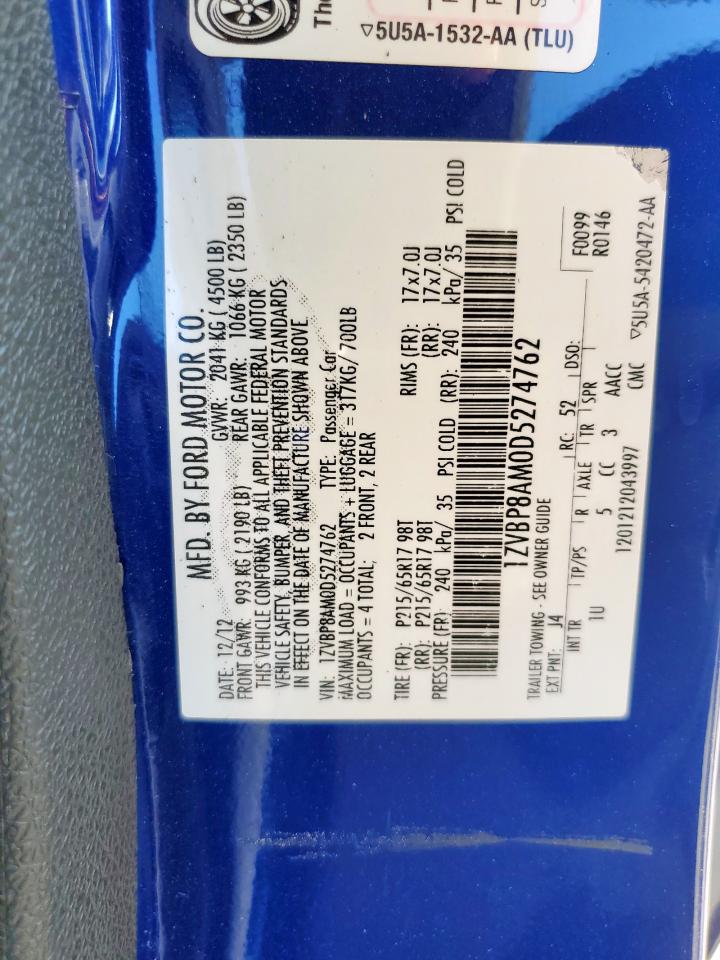 The
▽5U5A-1532-AA (TLU)
MFD. BY FORD MOTOR CO.
DATE: 12/12 GVWR: 2041 KG ( 4500 LB)
FRONT GAWR: 993 KG ( 2190 LB) REAR GAWR: 1066 KG ( 2350 LB)
THIS VEHICLE CONFORMS TO ALL APPLICABLE FEDERAL MOTOR
VEHICLE SAFETY, BUMPER, AND THEFT PREVENTION STANDARDS
IN EFFECT ON THE DATE OF MANUFACTURE SHOWN ABOVE
VIN: 1ZVBP8AM0D5274762 TYPE: Passenger Car
MAXIMUM LOAD = OCCUPANTS + LUGGAGE = 317KG/ 700LB
OCCUPANTS = 4 TOTAL; 2 FRONT, 2 REAR
TIRE (FR): P215/65R17 98T RIMS (FR): 17x7.0J
(RR): P215/65R17 98T (RR): 17x7.0J
PRESSURE (FR): 240 kPa/ 35 PSI COLD (RR): 240 kPa/ 35 PSI COLD
1ZVBP8AM0D5274762
TRAILER TOWING - SEE OWNER GUIDE
EXT PNT: J4 RC: 52 DSO: F0099
R0146
INT TR TP/PS R AXLE TR SPR
1U 5 CC 3 AACC
1201212043997 CMC ▽5U5A-5420472-AA